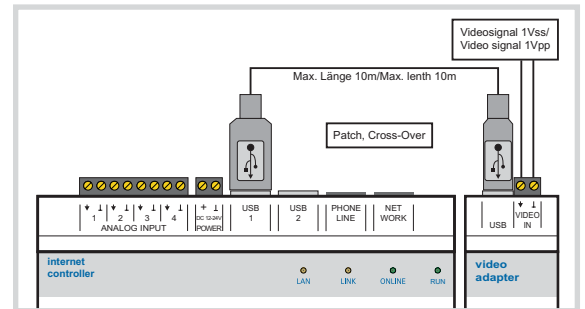 Videosignal 1Vss/
Video signal 1Vpp
Max. Länge 10m/Max. lenth 10m
Patch, Cross-Over
1 2 3 4
ANALOG INPUT
+
DC 12-24V
POWER
USB
1
USB
2
PHONE
LINE
NET
WORK
USB
VIDEO
IN
internet
controller
LAN LINK ONLINE RUN
video
adapter